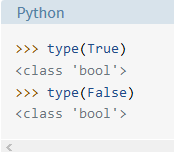 Python
>>> type(True)
<class 'bool'>
>>> type(False)
<class 'bool'>